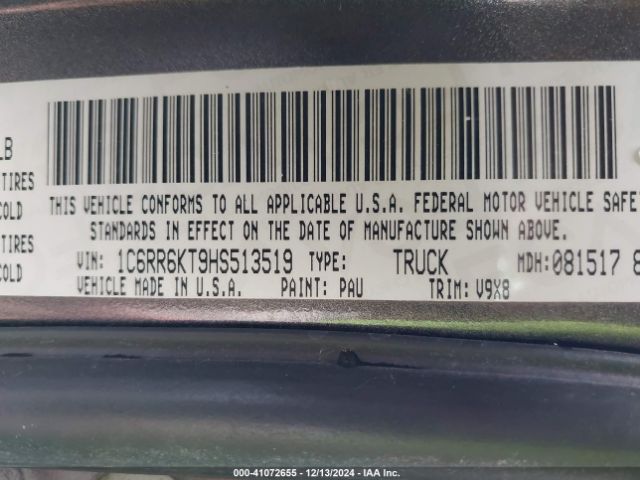 LB
TIRES
COLD
THIS VEHICLE CONFORMS TO ALL APPLICABLE U.S.A. FEDERAL MOTOR VEHICLE SAFET
STANDARDS IN EFFECT ON THE DATE OF MANUFACTURE SHOWN ABOVE.
TIRES
COLD
VIN: 1C6RR6KT9HS513519 TYPE: TRUCK MDH: 081517 8
VEHICLE MADE IN U.S.A. PAINT: PAU TRIM: V9X8
000-41072655 - 12/13/2024 - IAA Inc.